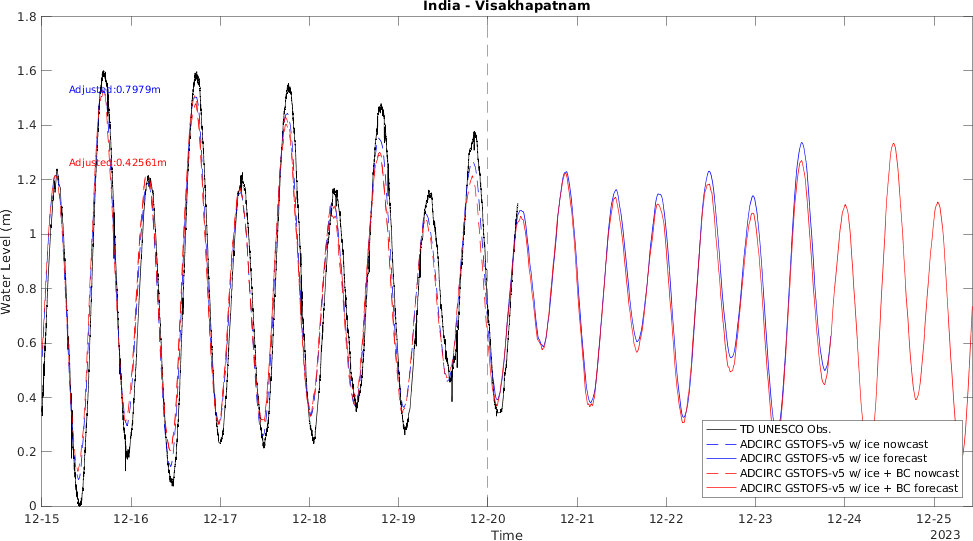 India - Visakhapatnam
1.8
1.6
1.4
1.2
1
0.8
0.6
0.4
0.2
0
Water Level (m)
Adjusted:0.7979m
Adjusted:0.42561m
TD UNESCO Obs.
ADCIRC GSTOFS-v5 w/ ice nowcast
ADCIRC GSTOFS-v5 w/ ice forecast
ADCIRC GSTOFS-v5 w/ ice + BC nowcast
ADCIRC GSTOFS-v5 w/ ice + BC forecast
12-15 12-16 12-17 12-18 12-19 12-20 12-21 12-22 12-23 12-24 12-25
Time
2023